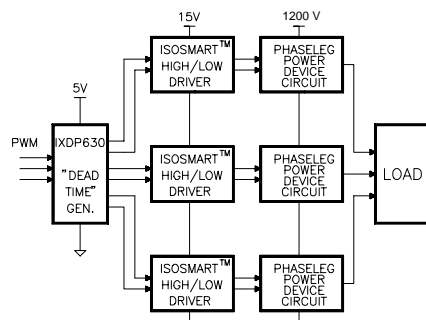 15V
1200 V
5V
ISOSMART™
HIGH/LOW
DRIVER
PHASELEG
POWER
DEVICE
CIRCUIT
PWM
IXDP630
"DEAD
TIME"
GEN.
ISOSMART™
HIGH/LOW
DRIVER
PHASELEG
POWER
DEVICE
CIRCUIT
LOAD
ISOSMART™
HIGH/LOW
DRIVER
PHASELEG
POWER
DEVICE
CIRCUIT